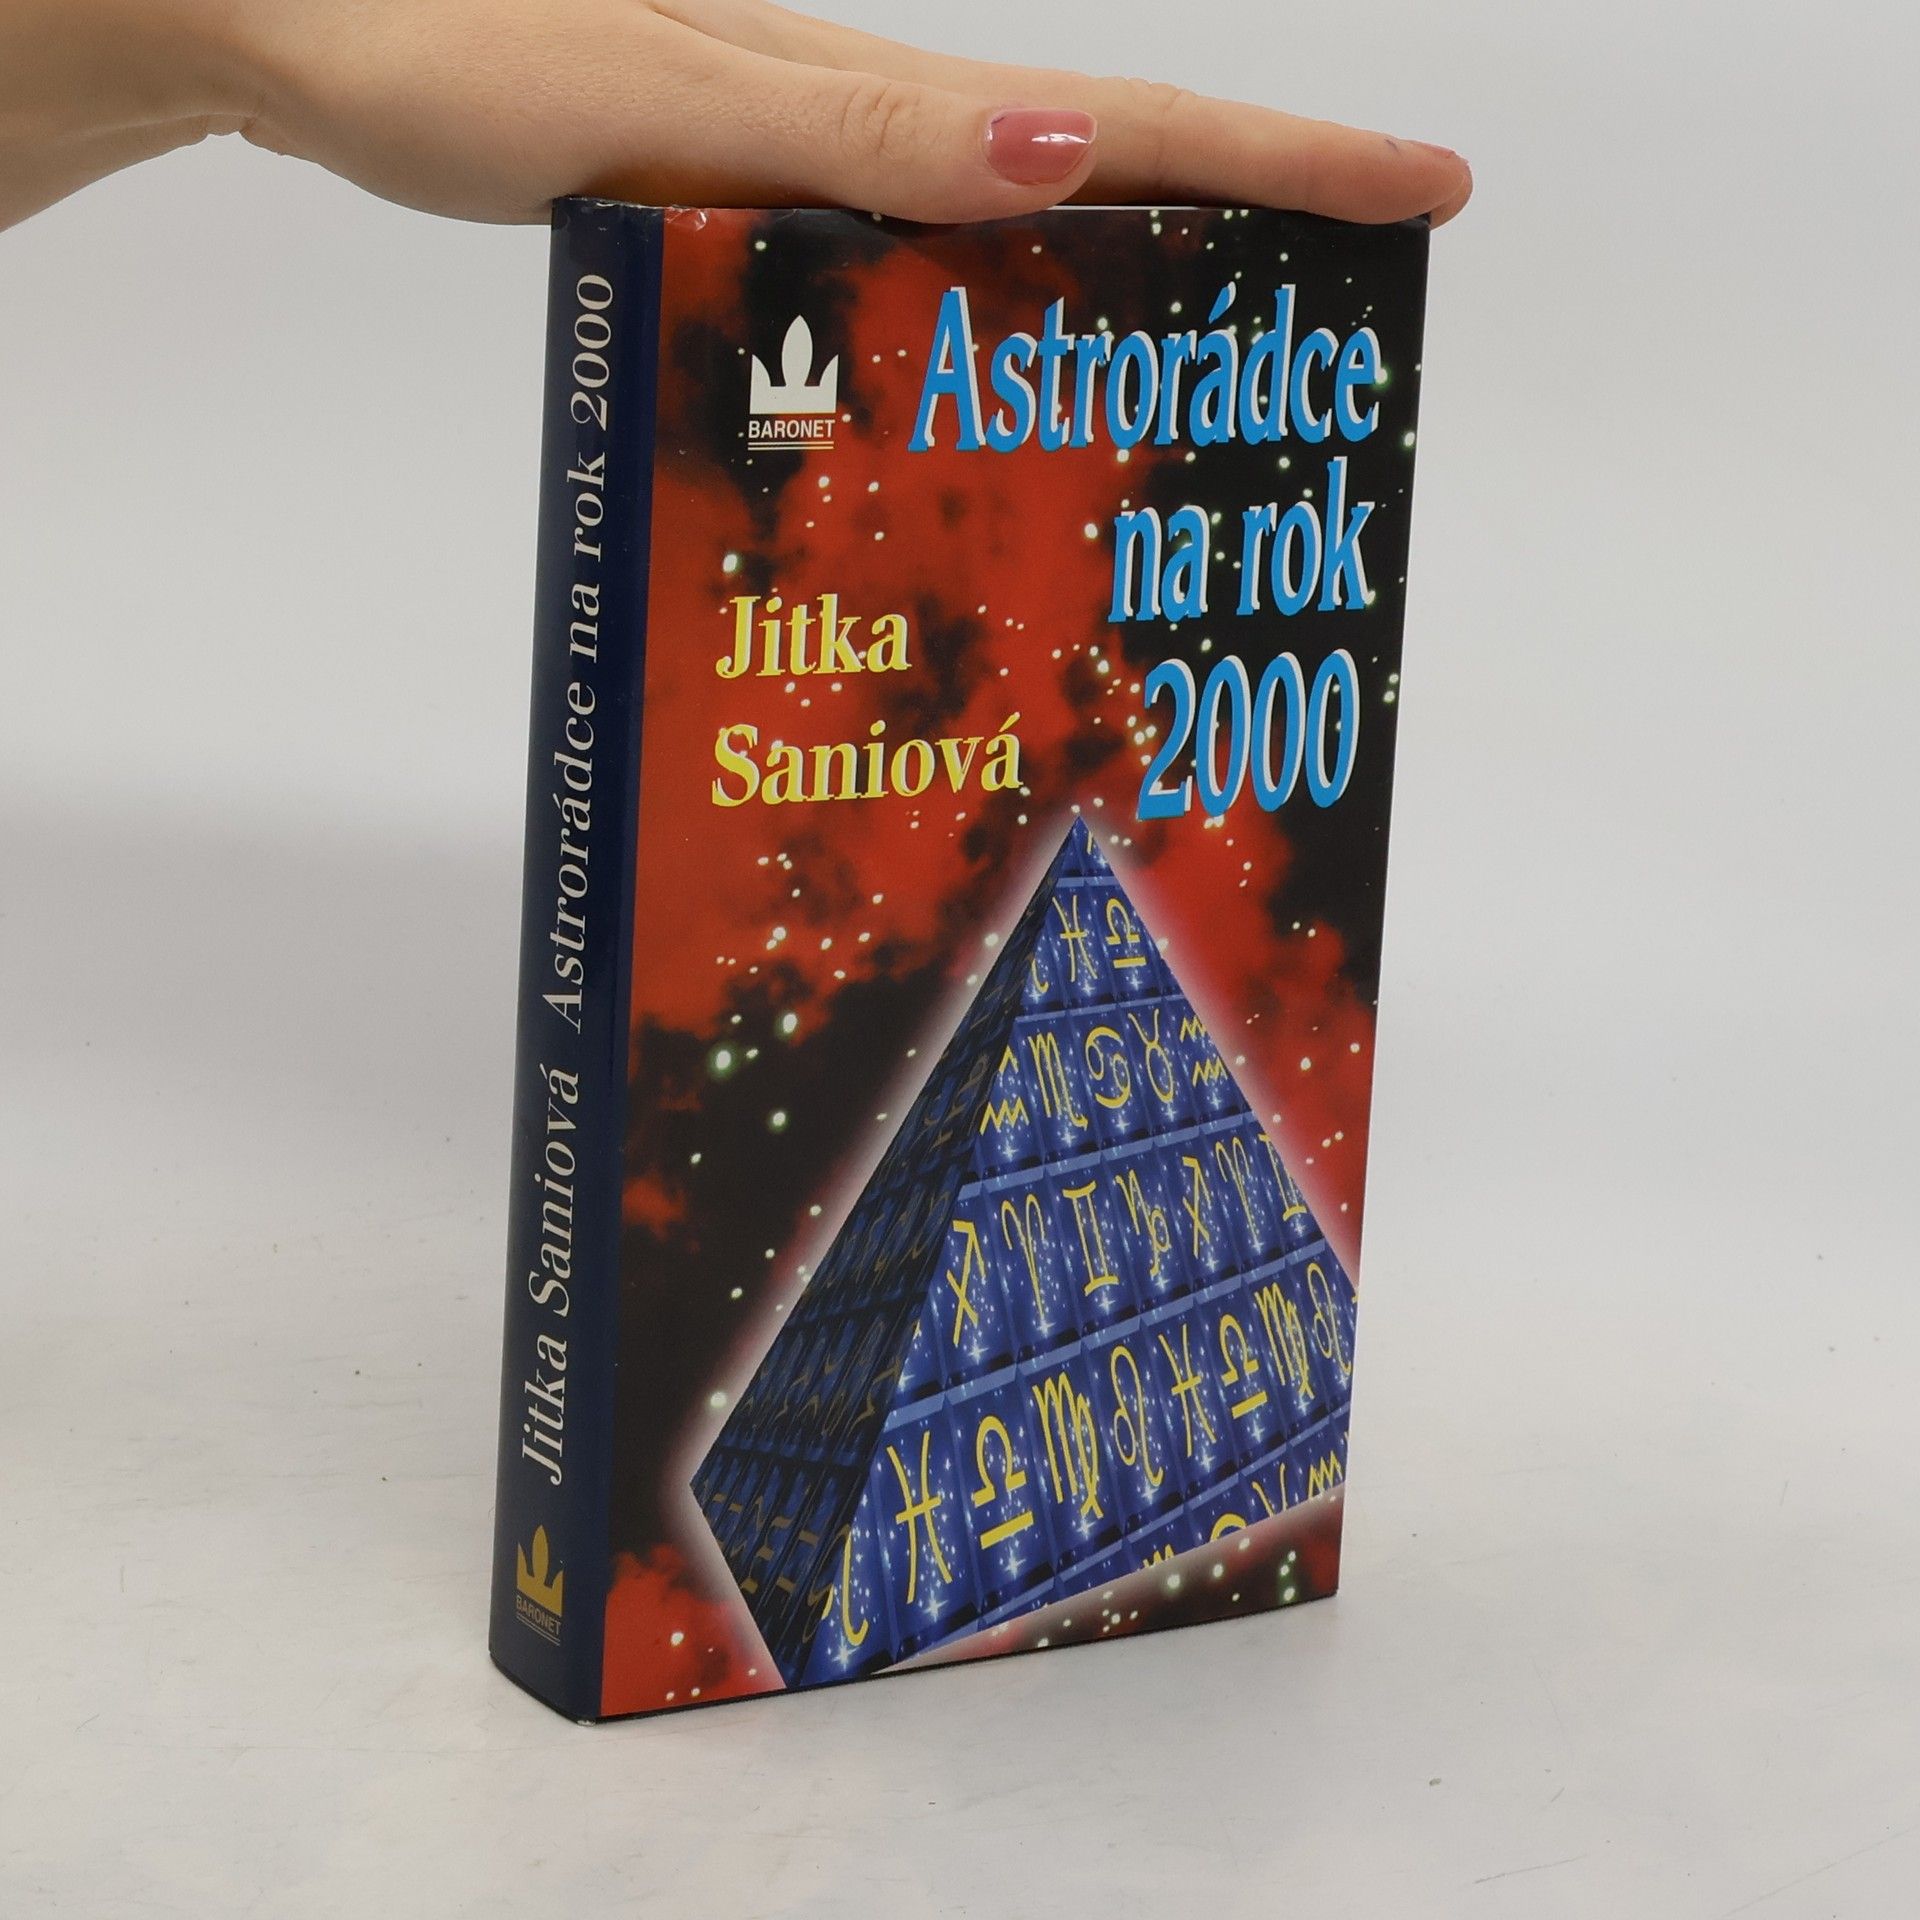 Jitka Saniová Astrorádce na rok 2000
BARONET
BARONET
Astrorádce
na rok
2000
Jitka
Saniová